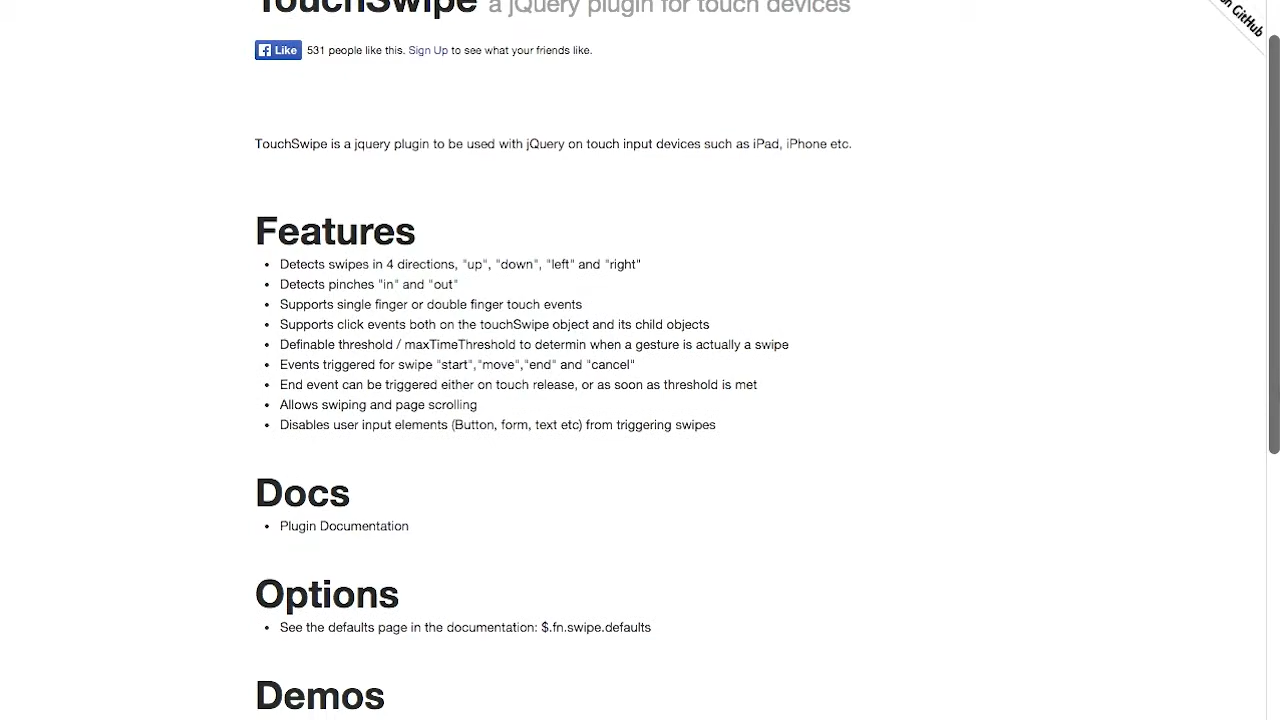 TouchSwipe a jQuery plugin for touch devices
on GitHub
Like 531 people like this. Sign Up to see what your friends like.
TouchSwipe is a jquery plugin to be used with jQuery on touch input devices such as iPad, iPhone etc.
Features
• Detects swipes in 4 directions, "up", "down", "left" and "right"
• Detects pinches "in" and "out"
• Supports single finger or double finger touch events
• Supports click events both on the touchSwipe object and its child objects
• Definable threshold / maxTimeThreshold to determin when a gesture is actually a swipe
• Events triggered for swipe "start","move","end" and "cancel"
• End event can be triggered either on touch release, or as soon as threshold is met
• Allows swiping and page scrolling
• Disables user input elements (Button, form, text etc) from triggering swipes
Docs
• Plugin Documentation
Options
• See the defaults page in the documentation: $.fn.swipe.defaults
Demos